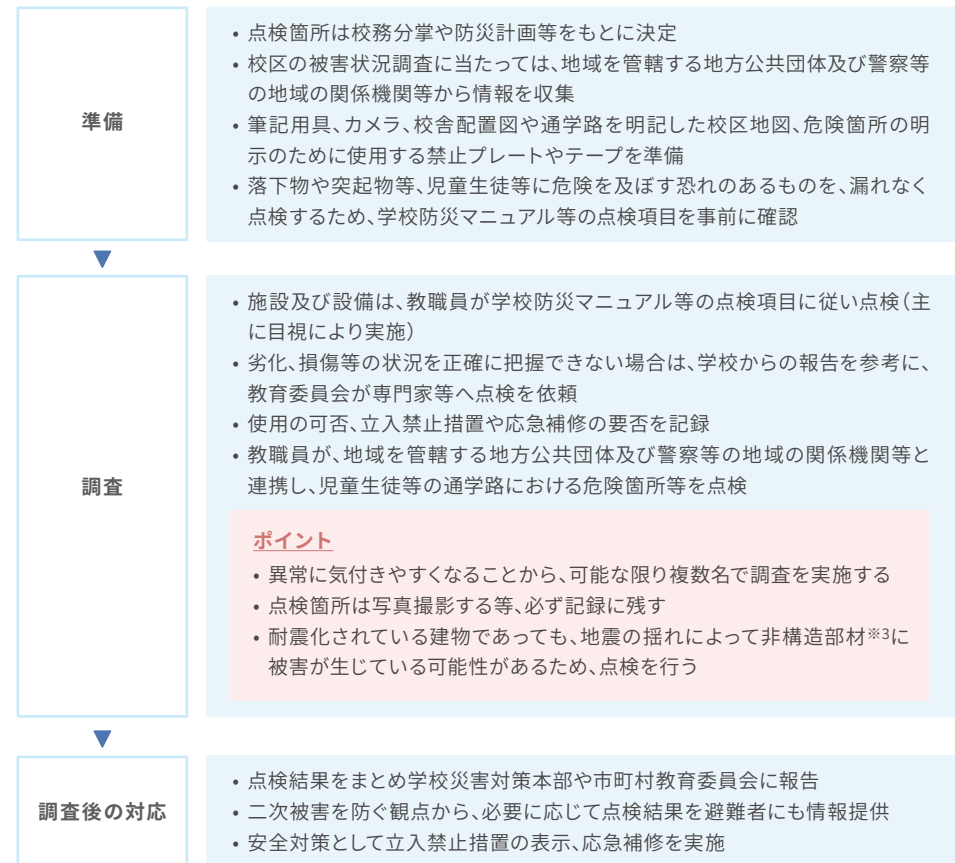 準備
• 点検箇所は校務分掌や防災計画等をもとに決定
• 校区の被害状況調査に当たっては、地域を管轄する地方公共団体及び警察等
の地域の関係機関等から情報を収集
• 筆記用具、カメラ、校舎配置図や通学路を明記した校区地図、危険箇所の明
示のために使用する禁止プレートやテープを準備
• 落下物や突起物等、児童生徒等に危険を及ぼす恐れのあるものを、漏れなく
点検するため、学校防災マニュアル等の点検項目を事前に確認
調査
• 施設及び設備は、教職員が学校防災マニュアル等の点検項目に従い点検（主
に目視により実施）
• 劣化、損傷等の状況を正確に把握できない場合は、学校からの報告を参考に、
教育委員会が専門家等へ点検を依頼
• 使用の可否、立入禁止措置や応急補修の要否を記録
• 教職員が、地域を管轄する地方公共団体及び警察等の地域の関係機関等と
連携し、児童生徒等の通学路における危険箇所等を点検
ポイント
• 異常に気付きやすくなることから、可能な限り複数名で調査を実施する
• 点検箇所は写真撮影する等、必ず記録に残す
• 耐震化されている建物であっても、地震の揺れによって非構造部材※3に
被害が生じている可能性があるため、点検を行う
調査後の対応
• 点検結果をまとめ学校災害対策本部や市町村教育委員会に報告
• 二次被害を防ぐ観点から、必要に応じて点検結果を避難者にも情報提供
• 安全対策として立入禁止措置の表示、応急補修を実施